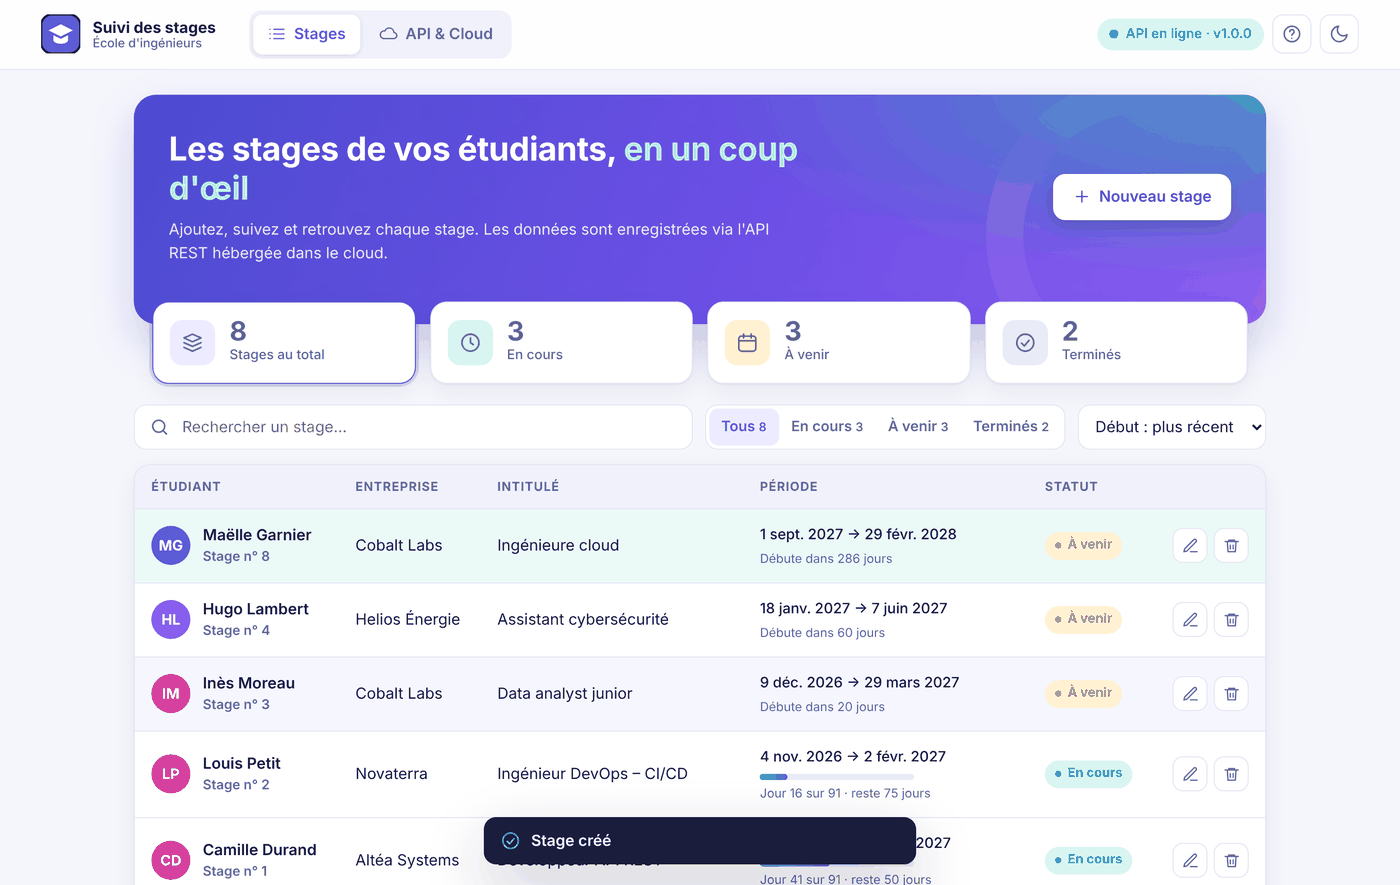 Suivi des stages
École d'ingénieurs
Stages
API & Cloud
API en ligne · v1.0.0
Les stages de vos étudiants, en un coup
d'œil
Ajoutez, suivez et retrouvez chaque stage. Les données sont enregistrées via l'API
REST hébergée dans le cloud.
+ Nouveau stage
8
Stages au total
3
En cours
3
À venir
2
Terminés
Rechercher un stage...
Tous 8
En cours 3
À venir 3
Terminés 2
Début : plus récent
ÉTUDIANT ENTREPRISE INTITULÉ PÉRIODE STATUT
MG Maëlle Garnier Cobalt Labs Ingénieure cloud 1 sept. 2027 → 29 févr. 2028 À venir
Stage n° 8 Débute dans 286 jours
HL Hugo Lambert Helios Énergie Assistant cybersécurité 18 janv. 2027 → 7 juin 2027 À venir
Stage n° 4 Débute dans 60 jours
IM Inès Moreau Cobalt Labs Data analyst junior 9 déc. 2026 → 29 mars 2027 À venir
Stage n° 3 Débute dans 20 jours
LP Louis Petit Novaterra Ingénieur DevOps – CI/CD 4 nov. 2026 → 2 févr. 2027 En cours
Stage n° 2 Jour 16 sur 91 · reste 75 jours
Stage créé
CD Camille Durand Altéa Systems 2027 En cours
Stage n° 1 Jour 41 sur 91 · reste 50 jours